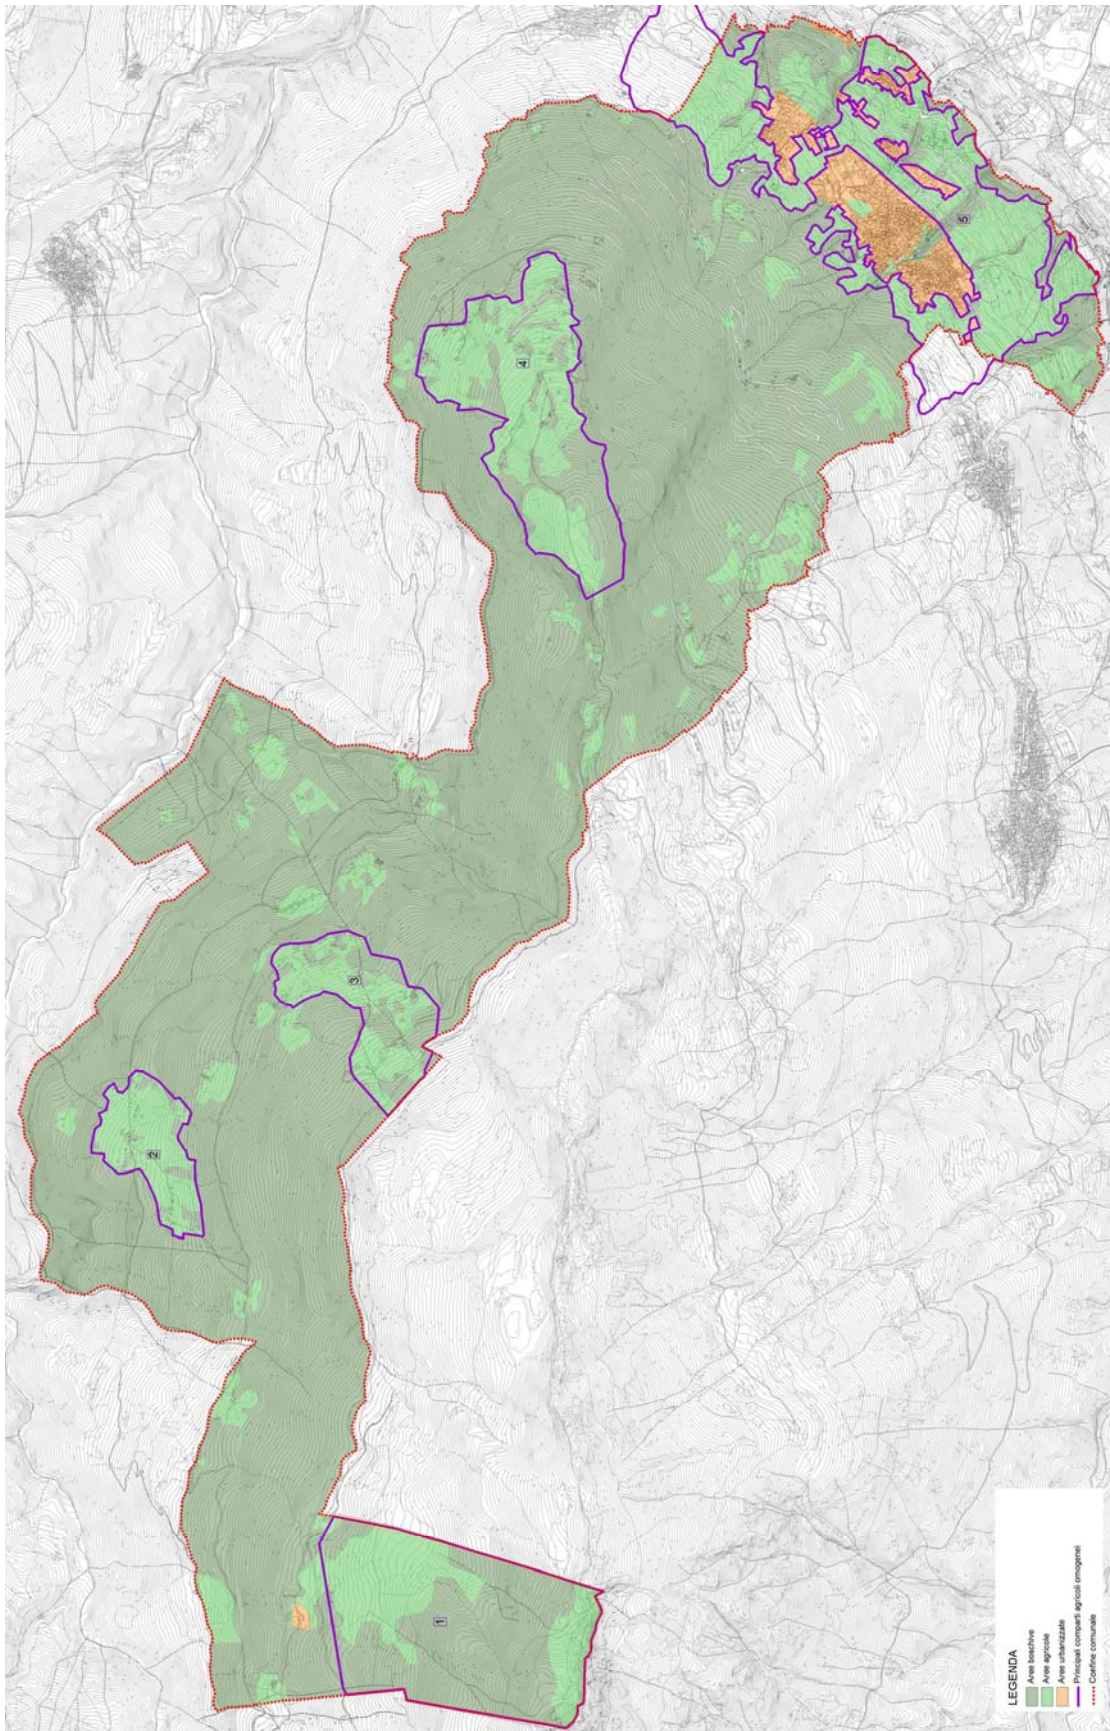 5
4
3
2
1
LEGENDA
Aree boschive
Aree agricole
Aree urbanizzate
Principali comparti agricoli omogenei
Confine comunale